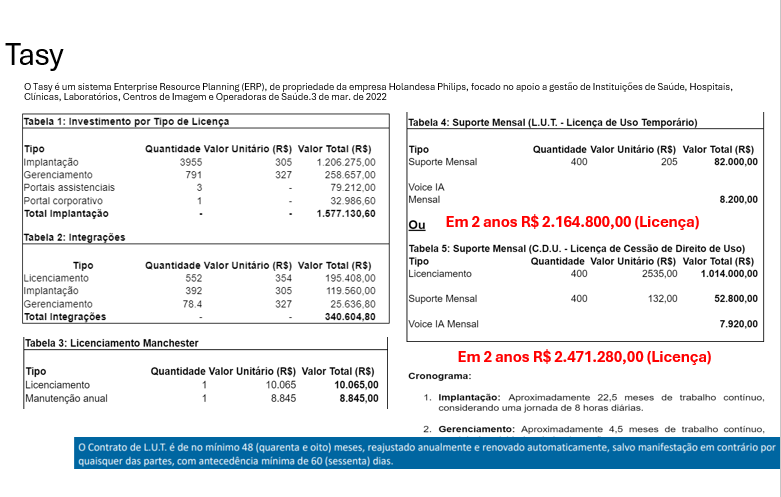 Tasy
O Tasy é um sistema Enterprise Resource Planning (ERP), de propriedade da empresa Holandesa Philips, focado no apoio a gestão de Instituições de Saúde, Hospitais,
Clínicas, Laboratórios, Centros de Imagem e Operadoras de Saúde.3 de mar. de 2022
Tabela 1: Investimento por Tipo de Licença
Tipo Quantidade Valor Unitário (R$) Valor Total (R$)
Implantação 3955 305 1.206.275,00
Gerenciamento 791 327 258.657,00
Portais assistenciais 3 - 79.212,00
Portal corporativo 1 - 32.986,60
Total Implantação - - 1.577.130,60
Tabela 2: Integrações
Tipo Quantidade Valor Unitário (R$) Valor Total (R$)
Licenciamento 552 354 195.408,00
Implantação 392 305 119.560,00
Gerenciamento 78.4 327 25.636,80
Total Integrações - - 340.604,80
Tabela 3: Licenciamento Manchester
Tipo Quantidade Valor Unitário (R$) Valor Total (R$)
Licenciamento 1 10.065 10.065,00
Manutenção anual 1 8.845 8.845,00
Tabela 4: Suporte Mensal (L.U.T. - Licença de Uso Temporário)
Tipo Quantidade Valor Unitário (R$) Valor Total (R$)
Suporte Mensal 400 205 82.000,00
Voice IA
Mensal 8.200,00
Ou Em 2 anos R$ 2.164.800,00 (Licença)
Tabela 5: Suporte Mensal (C.D.U. - Licença de Cessão de Direito de Uso)
Tipo Quantidade Valor Unitário (R$) Valor Total (R$)
Licenciamento 400 2535,00 1.014.000,00
Suporte Mensal 400 132,00 52.800,00
Voice IA Mensal 7.920,00
Em 2 anos R$ 2.471.280,00 (Licença)
Cronograma:
1. Implantação: Aproximadamente 22,5 meses de trabalho contínuo,
considerando uma jornada de 8 horas diárias.
2. Gerenciamento: Aproximadamente 4,5 meses de trabalho contínuo,
O Contrato de L.U.T. é de no mínimo 48 (quarenta e oito) meses, reajustado anualmente e renovado automaticamente, salvo manifestação em contrário por
quaisquer das partes, com antecedência mínima de 60 (sessenta) dias.